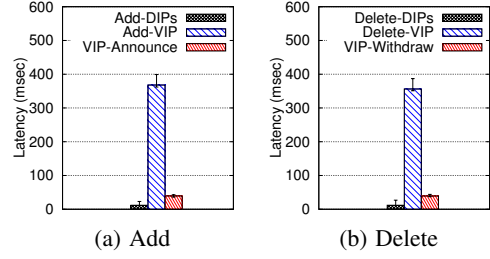 600
500
400
300
200
100
0
Latency (msec)
Add-DIPs
Add-VIP
VIP-Announce
(a) Add
600
500
400
300
200
100
0
Latency (msec)
Delete-DIPs
Delete-VIP
VIP-Withdraw
(b) Delete